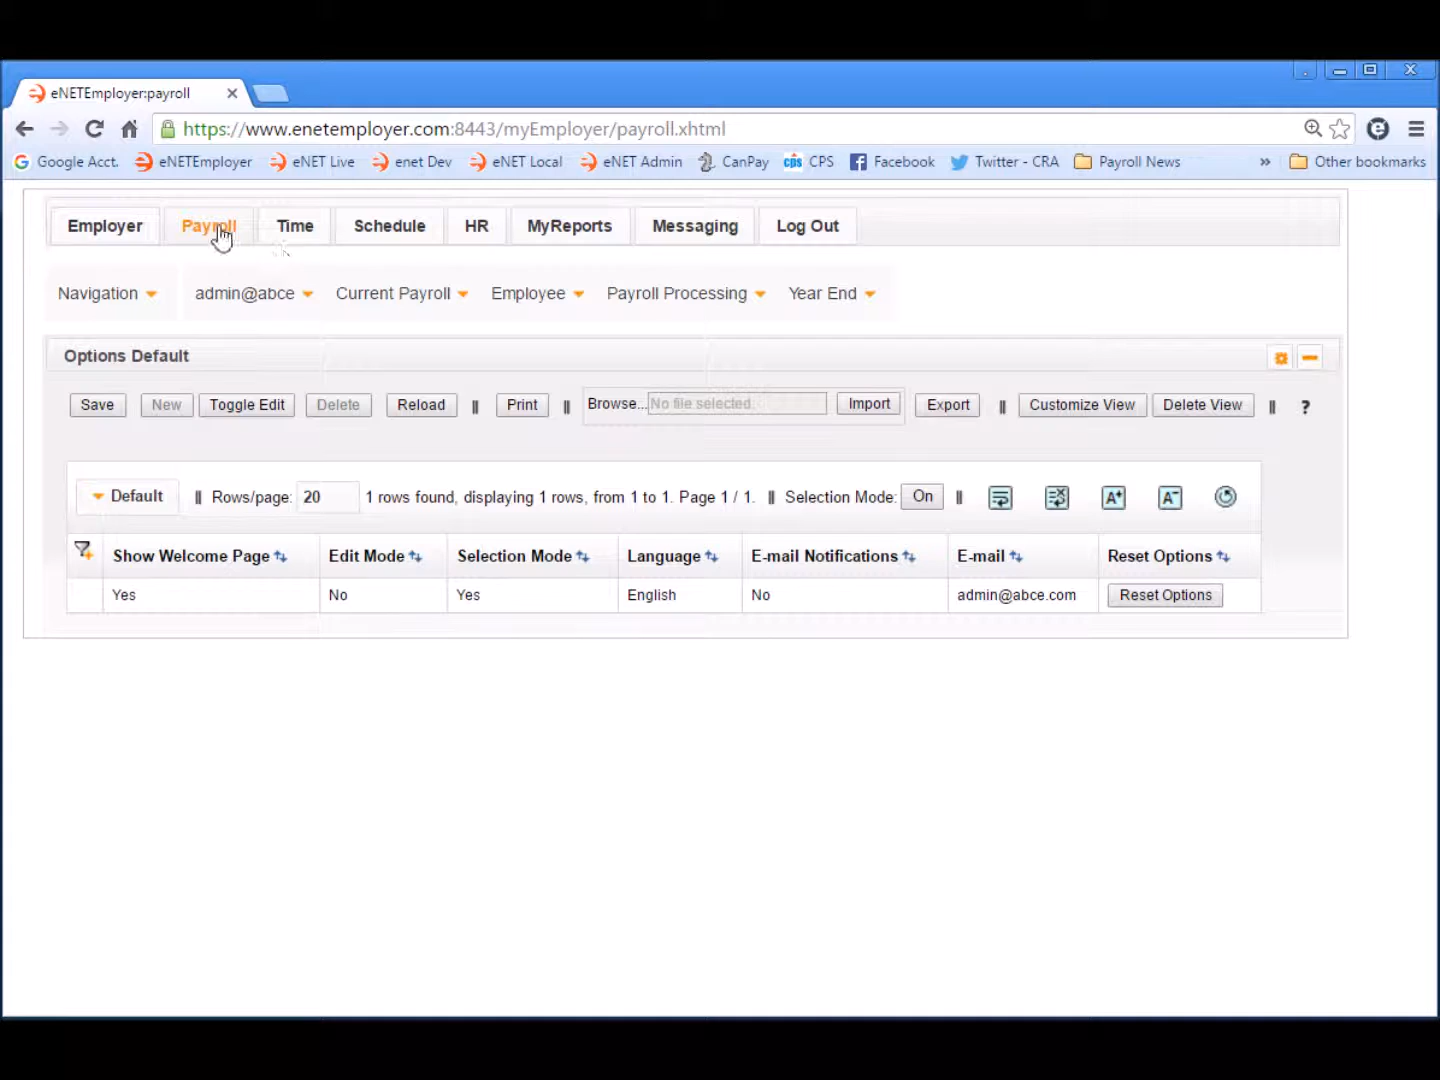 eNETEmployer:payroll
https://www.enetemployer.com:8443/myEmployer/payroll.xhtml
Google Acct. eNETEmployer eNET Live enet Dev eNET Local eNET Admin CanPay cps CPS Facebook Twitter - CRA Payroll News » Other bookmarks
Employer Payroll Time Schedule HR MyReports Messaging Log Out
Navigation admin@abce Current Payroll Employee Payroll Processing Year End
Options Default
Save New Toggle Edit Delete Reload || Print || Browse... No file selected. Import Export || Customize View Delete View || ?
Default || Rows/page: 20 1 rows found, displaying 1 rows, from 1 to 1. Page 1 / 1. || Selection Mode: On || A+ A-
Show Welcome Page Edit Mode Selection Mode Language E-mail Notifications E-mail Reset Options
Yes No Yes English No admin@abce.com Reset Options